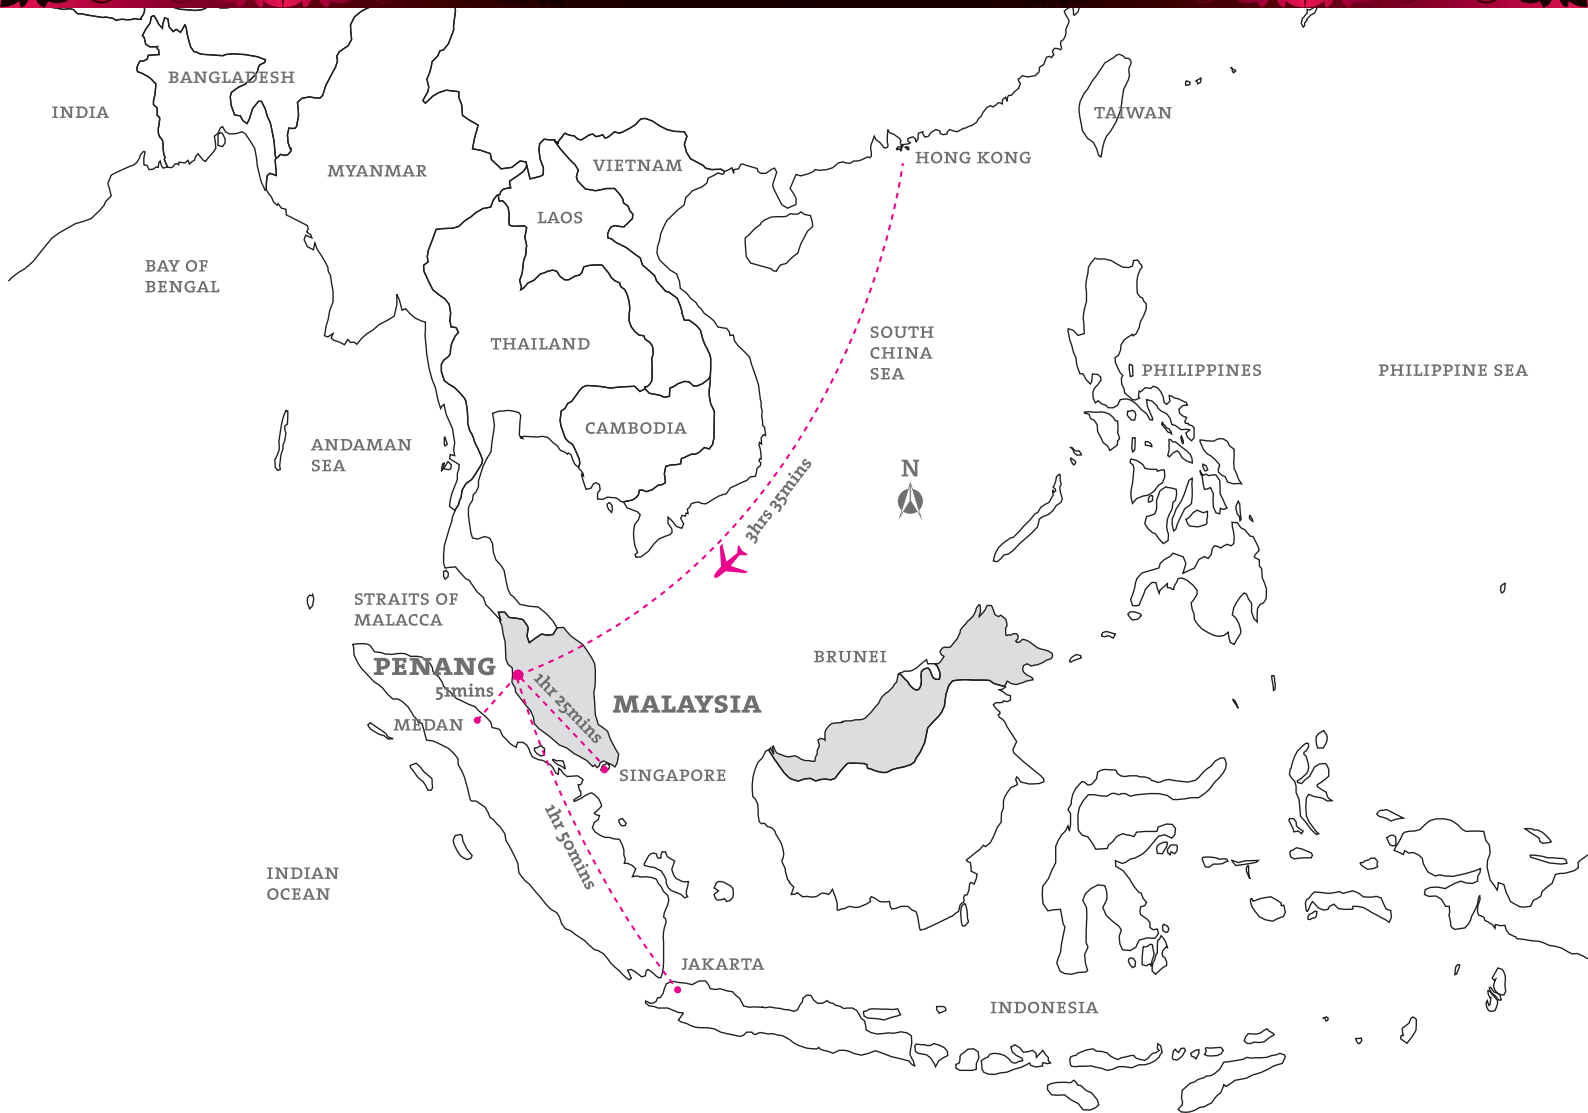 BANGLADESH
INDIA
TAIWAN
HONG KONG
VIETNAM
MYANMAR
LAOS
BAY OF
BENGAL
SOUTH
CHINA
SEA
THAILAND
PHILIPPINES
PHILIPPINE SEA
CAMBODIA
ANDAMAN
SEA
N
3hrs 35mins
STRAITS OF
MALACCA
BRUNEI
PENANG
51mins
1hr 25mins
MALAYSIA
MEDAN
SINGAPORE
1hr 50mins
INDIAN
OCEAN
JAKARTA
INDONESIA